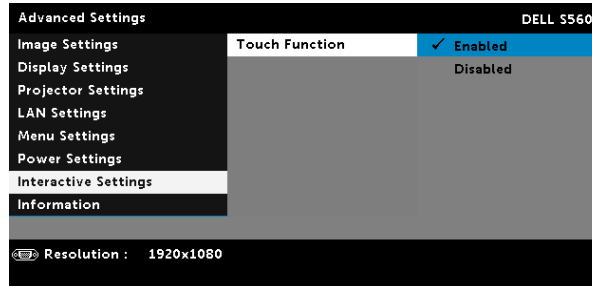 Advanced Settings DELL S560
Image Settings Touch Function ✓ Enabled
Display Settings Disabled
Projector Settings
LAN Settings
Menu Settings
Power Settings
Interactive Settings
Information
Resolution : 1920x1080